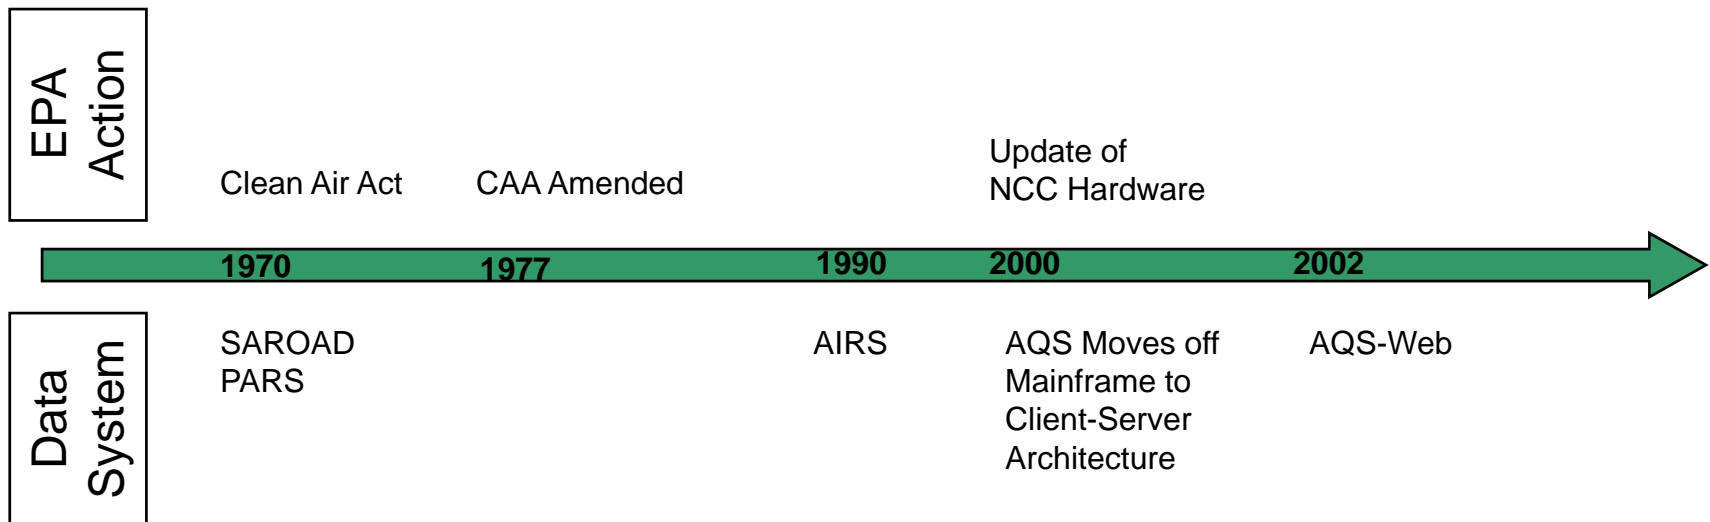 EPA
Action
Clean Air Act
CAA Amended
Update of
NCC Hardware
1970
1977
1990
2000
2002
Data
System
SAROAD
PARS
AIRS
AQS Moves off
Mainframe to
Client-Server
Architecture
AQS-Web